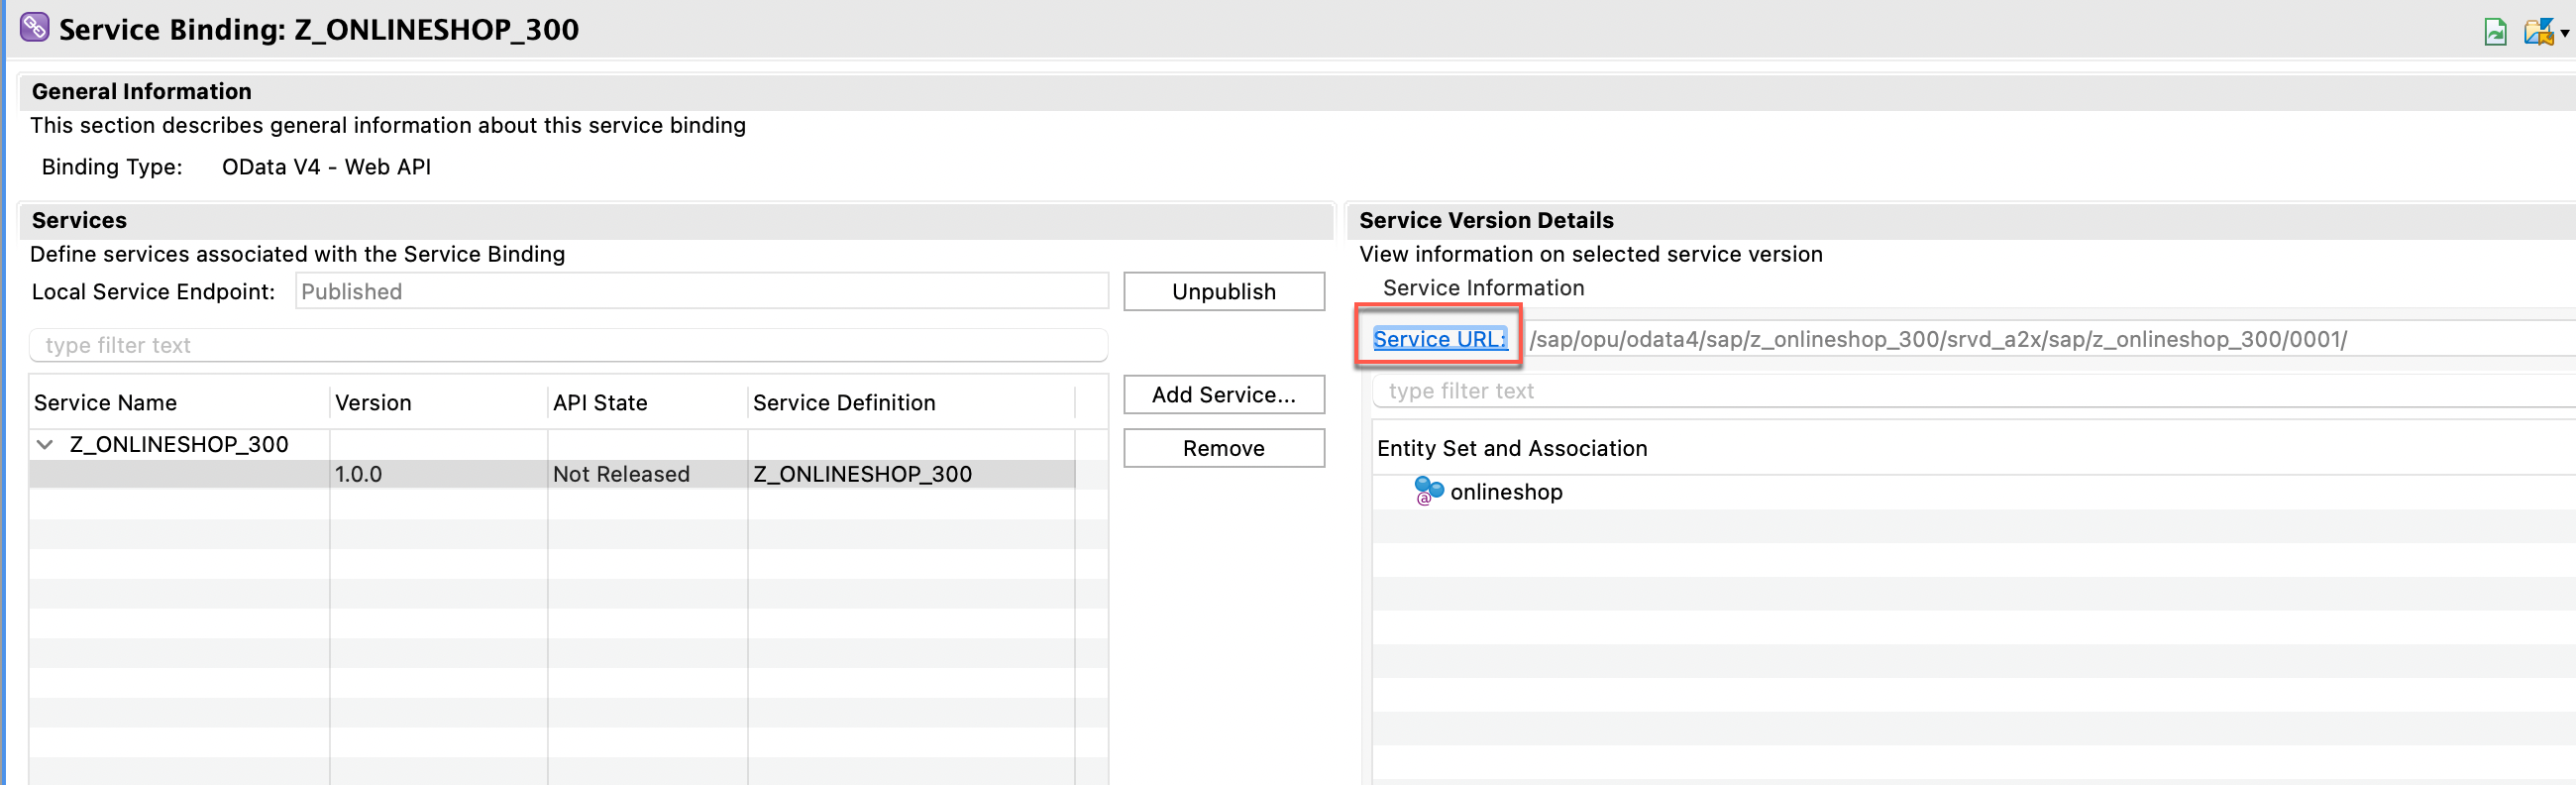 Service Binding: Z_ONLINESHOP_300
General Information
This section describes general information about this service binding
Binding Type: OData V4 - Web API
Services
Define services associated with the Service Binding
Local Service Endpoint: Published Unpublish
type filter text
Service Name Version API State Service Definition
Add Service...
Z_ONLINESHOP_300
Remove
1.0.0 Not Released Z_ONLINESHOP_300
Service Version Details
View information on selected service version
Service Information
Service URL: /sap/opu/odata4/sap/z_onlineshop_300/srvd_a2x/sap/z_onlineshop_300/0001/
type filter text
Entity Set and Association
onlineshop